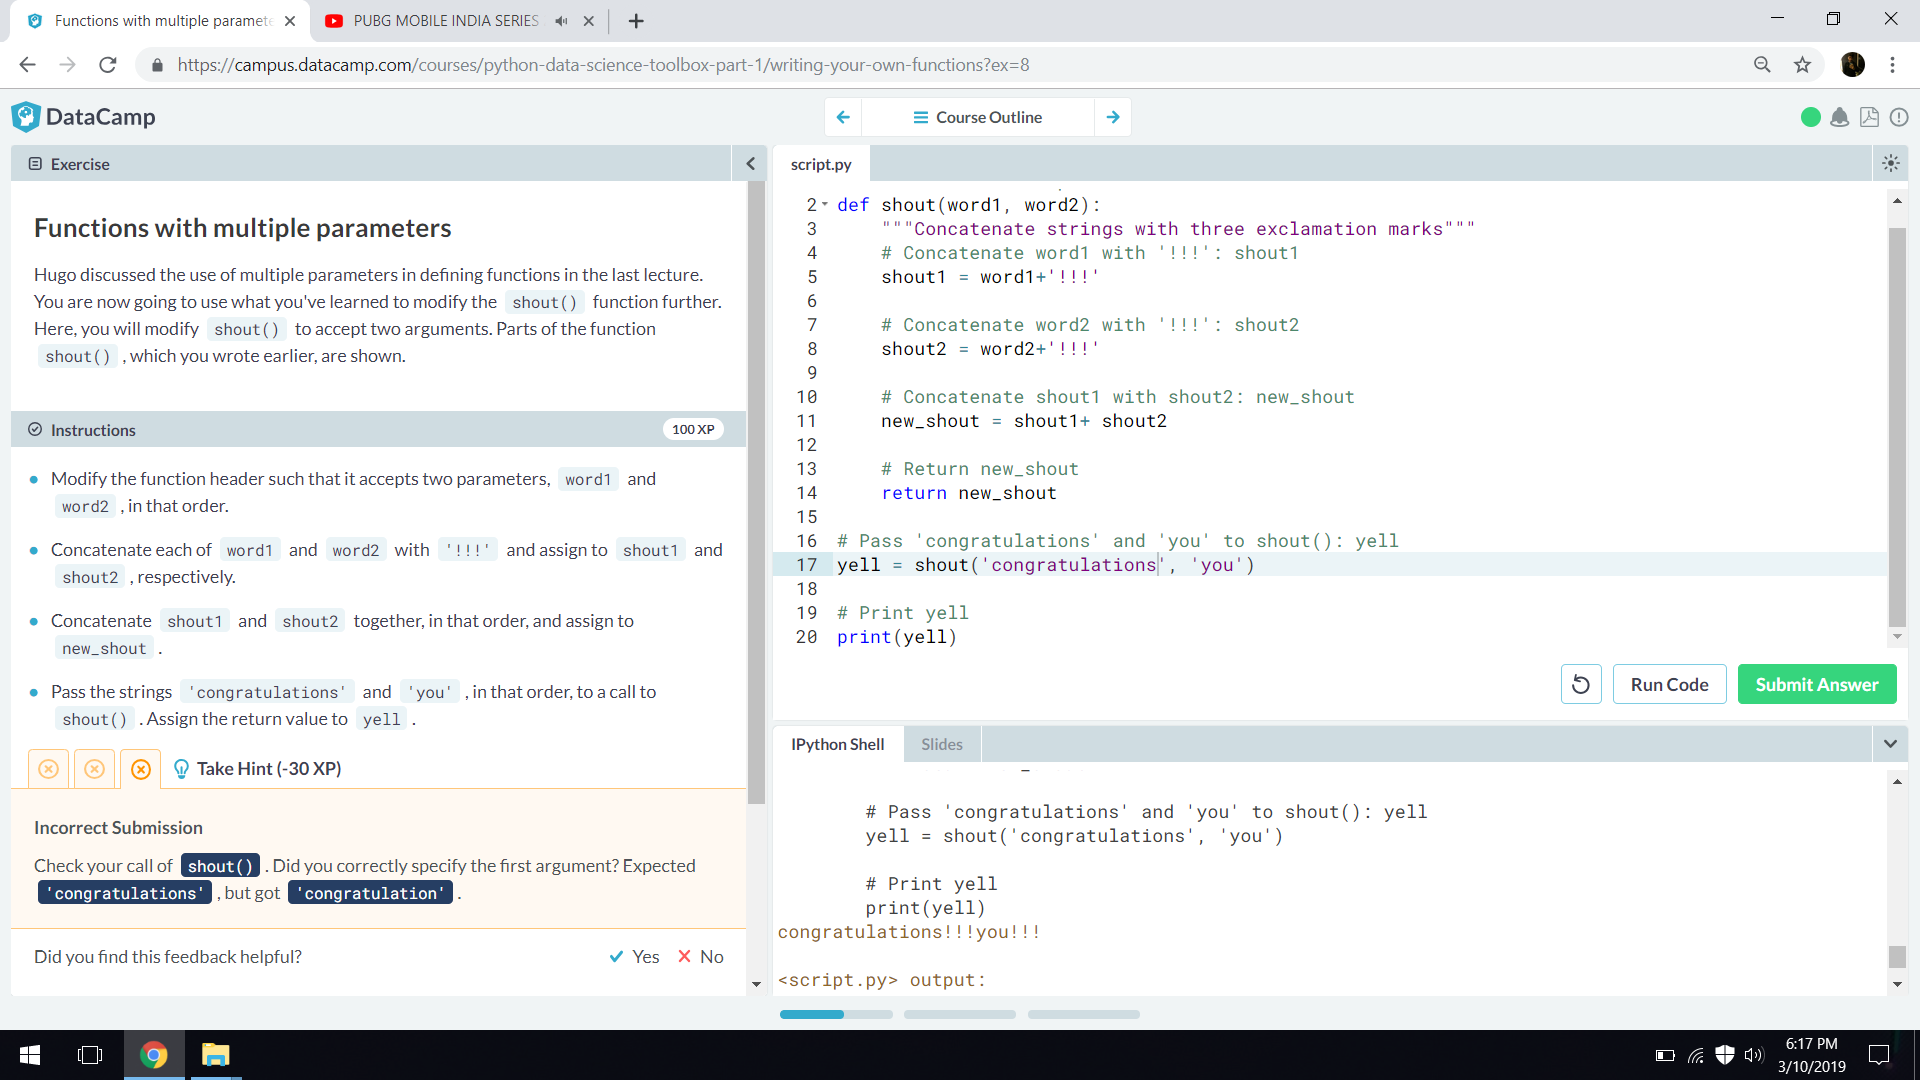 Functions with multiple paramete
PUBG MOBILE INDIA SERIES
https://campus.datacamp.com/courses/python-data-science-toolbox-part-1/writing-your-own-functions?ex=8
DataCamp
Course Outline
Exercise
Functions with multiple parameters
Hugo discussed the use of multiple parameters in defining functions in the last lecture.
You are now going to use what you've learned to modify the shout() function further.
Here, you will modify shout() to accept two arguments. Parts of the function
shout() , which you wrote earlier, are shown.
Instructions
100 XP
Modify the function header such that it accepts two parameters, word1 and
word2 , in that order.
Concatenate each of word1 and word2 with '!!!' and assign to shout1 and
shout2 , respectively.
Concatenate shout1 and shout2 together, in that order, and assign to
new_shout .
Pass the strings 'congratulations' and 'you' , in that order, to a call to
shout() . Assign the return value to yell .
Take Hint (-30 XP)
Incorrect Submission
Check your call of shout() . Did you correctly specify the first argument? Expected
'congratulations' , but got 'congratulation' .
Did you find this feedback helpful?
Yes
No
script.py
2 def shout(word1, word2):
3 """Concatenate strings with three exclamation marks"""
4 # Concatenate word1 with '!!!': shout1
5 shout1 = word1+'!!!'
6
7 # Concatenate word2 with '!!!': shout2
8 shout2 = word2+'!!!'
9
10 # Concatenate shout1 with shout2: new_shout
11 new_shout = shout1+ shout2
12
13 # Return new_shout
14 return new_shout
15
16 # Pass 'congratulations' and 'you' to shout(): yell
17 yell = shout('congratulations', 'you')
18
19 # Print yell
20 print(yell)
Run Code
Submit Answer
IPython Shell
Slides
# Pass 'congratulations' and 'you' to shout(): yell
yell = shout('congratulations', 'you')
# Print yell
print(yell)
congratulations!!!you!!!
<script.py> output:
6:17 PM
3/10/2019